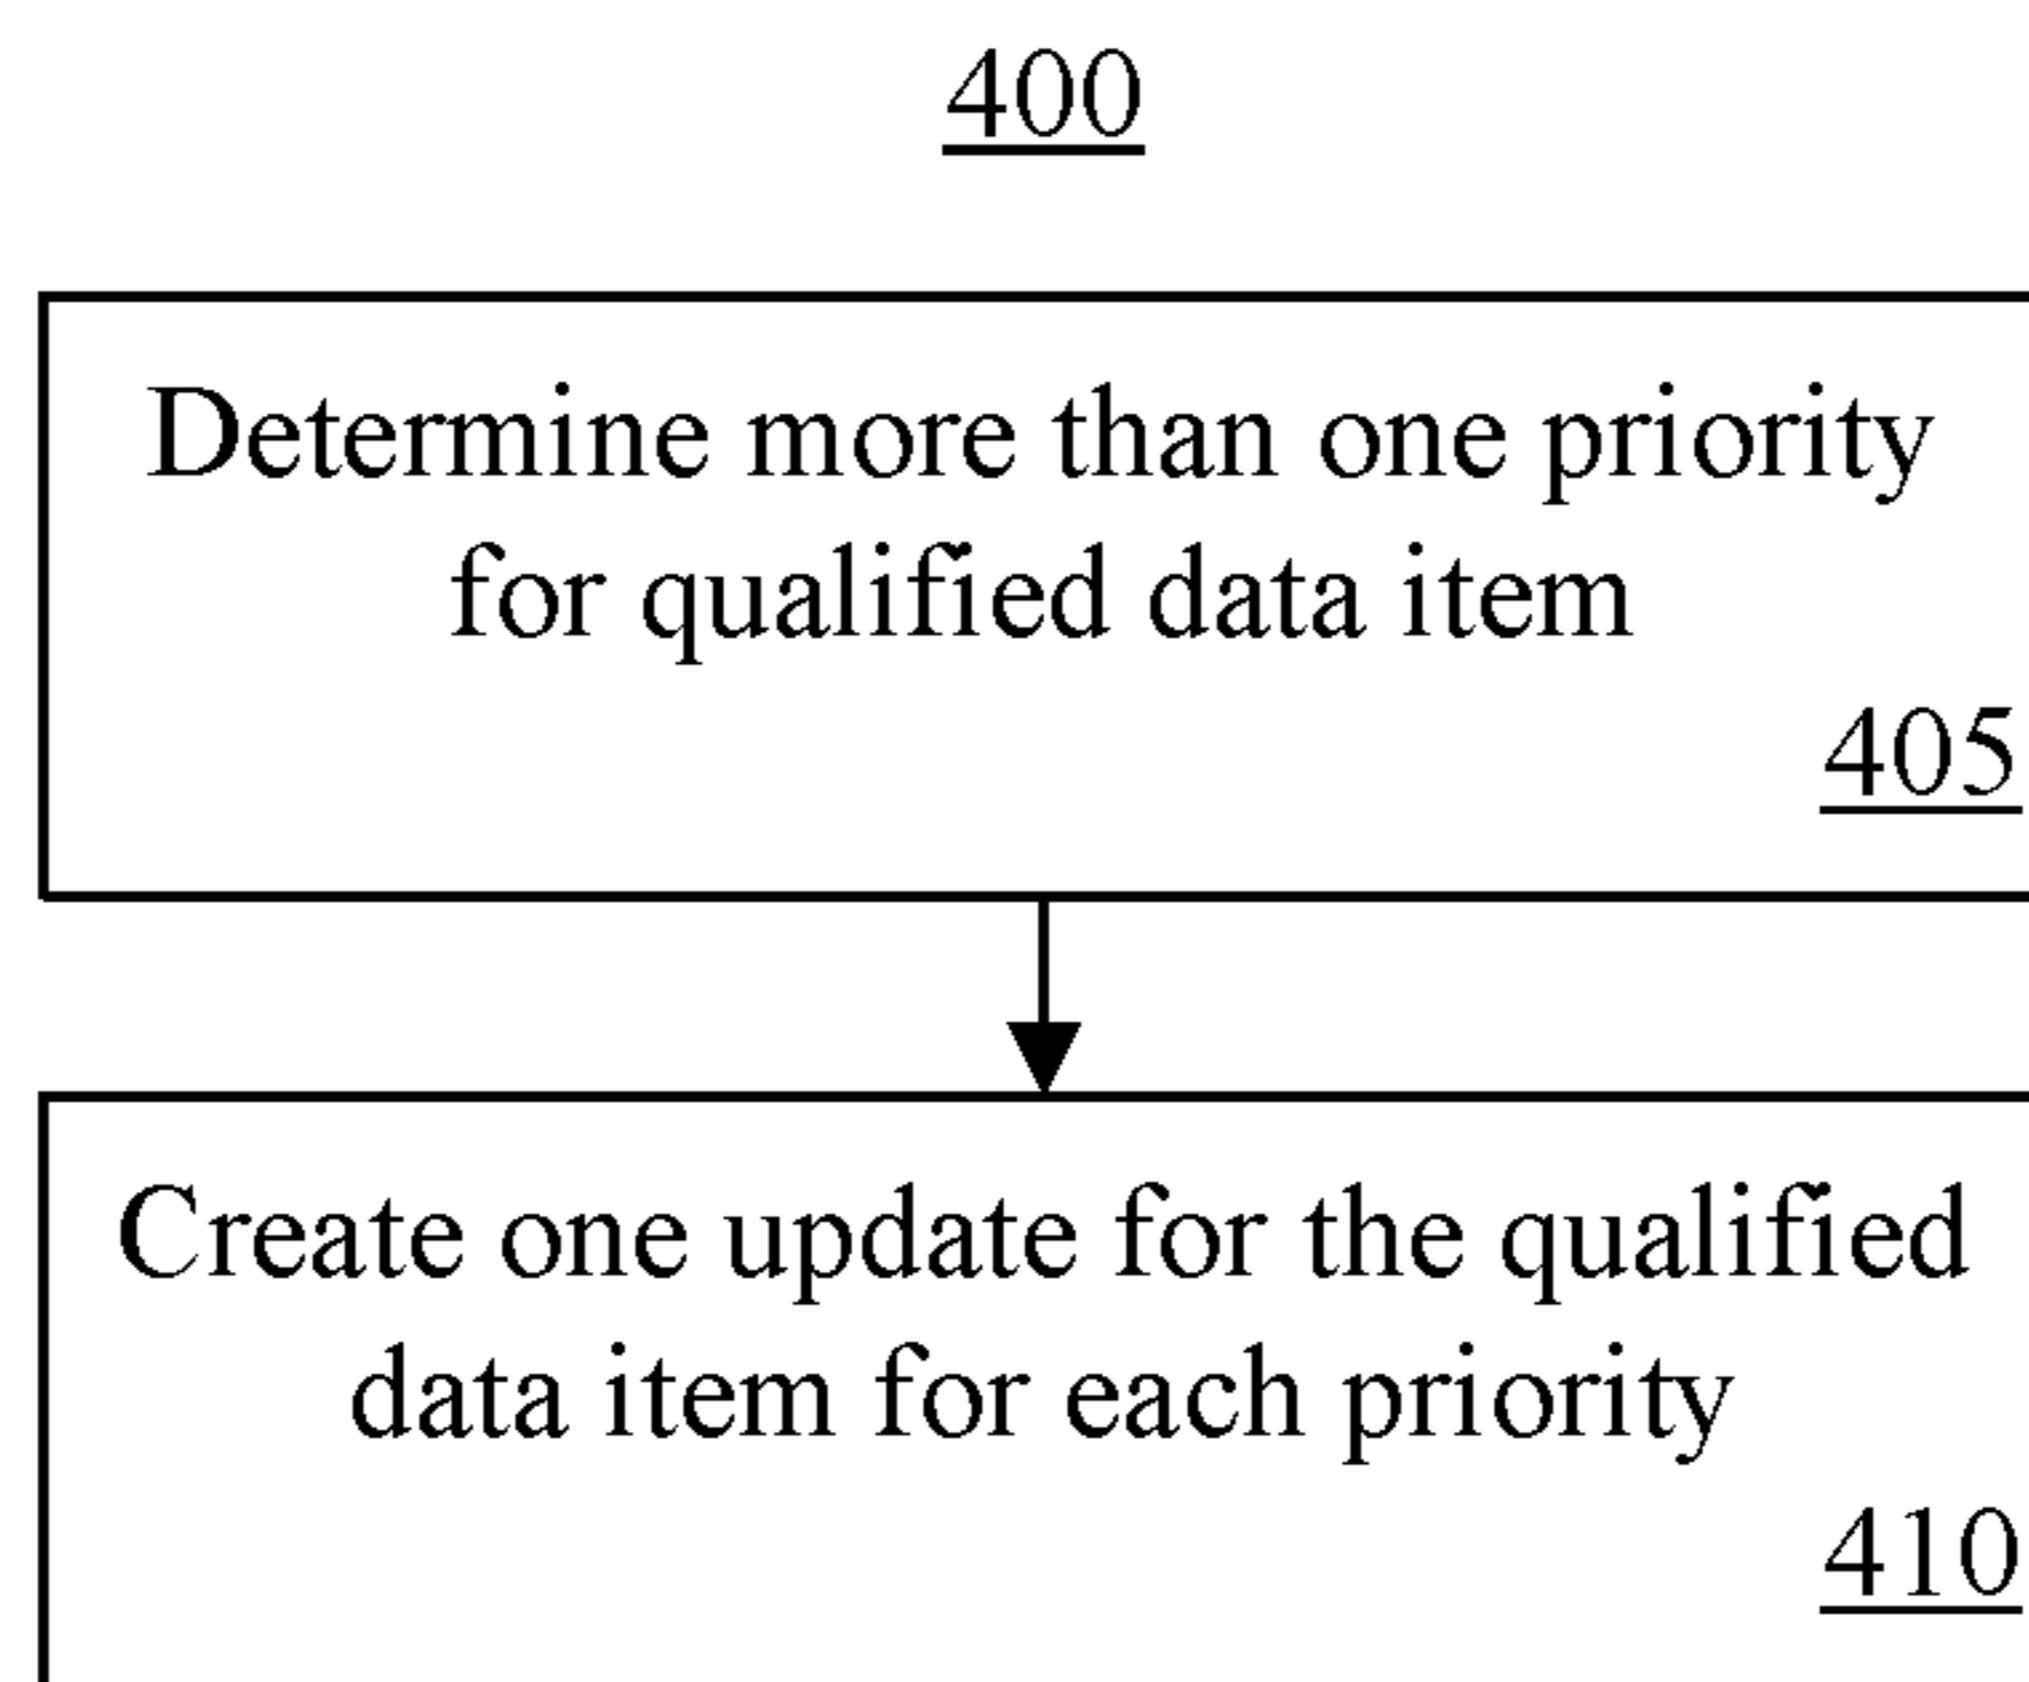 400
Determine more than one priority
for qualified data item
405
Create one update for the qualified
data item for each priority
410